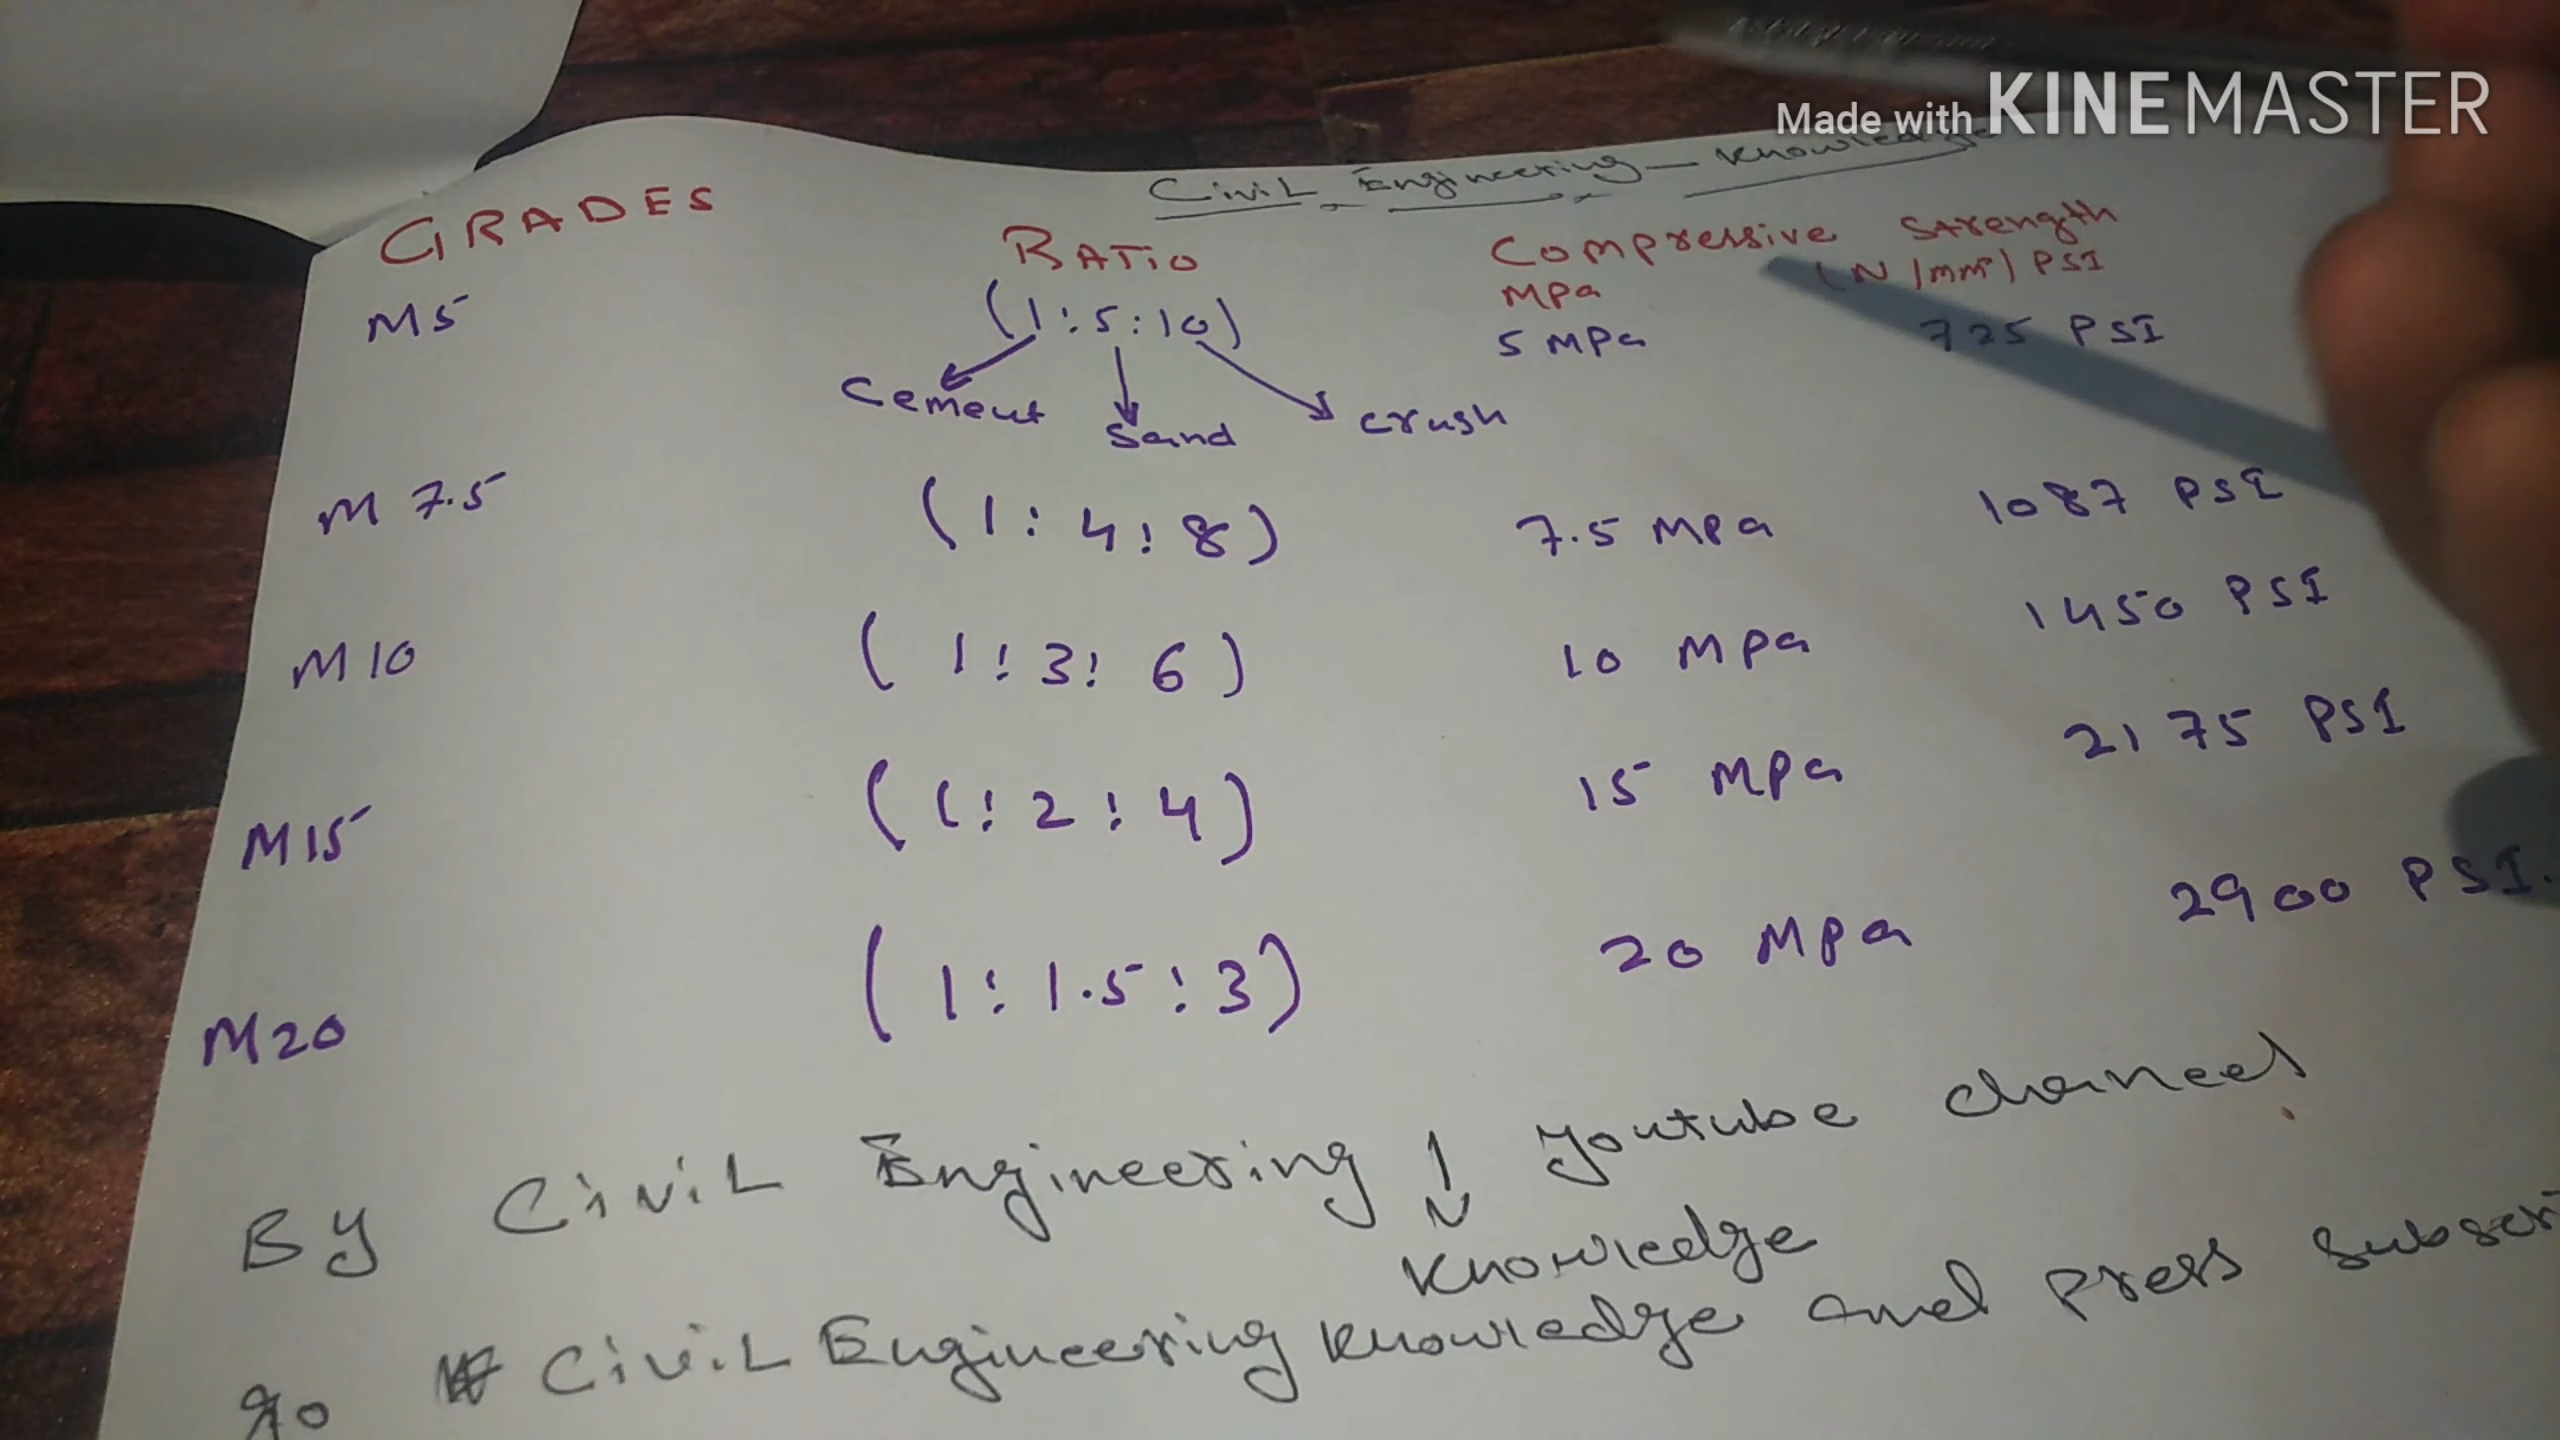 Made with KINEMASTER
Civil Engineering - Knowledge
GRADES RATIO Compressive Strength
MPa (N/mm²) PSI
M5 (1:5:10) 5 MPa 725 PSI
Cement Sand crush
M 7.5 (1:4:8) 7.5 MPa 1087 PSI
M10 (1:3:6) 10 MPa 1450 PSI
M15 (1:2:4) 15 MPa 2175 PSI
M20 (1:1.5:3) 20 MPa 2900 PSI.
By Civil Engineering Youtube channel
Knowledge
Civil Engineering Knowledge and press subscri